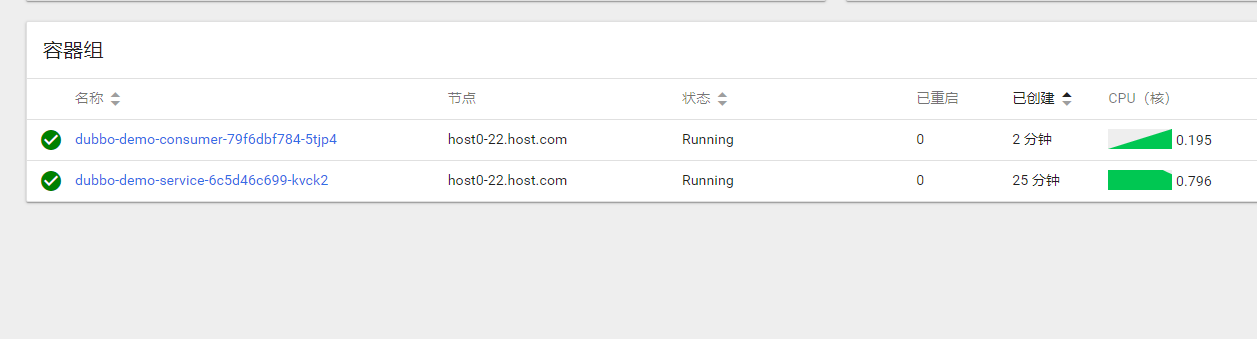 容器组
名称 节点 状态 已重启 已创建 CPU（核）
dubbo-demo-consumer-79f6dbf784-5tjp4 host0-22.host.com Running 0 2 分钟 0.195
dubbo-demo-service-6c5d46c699-kvck2 host0-22.host.com Running 0 25 分钟 0.796